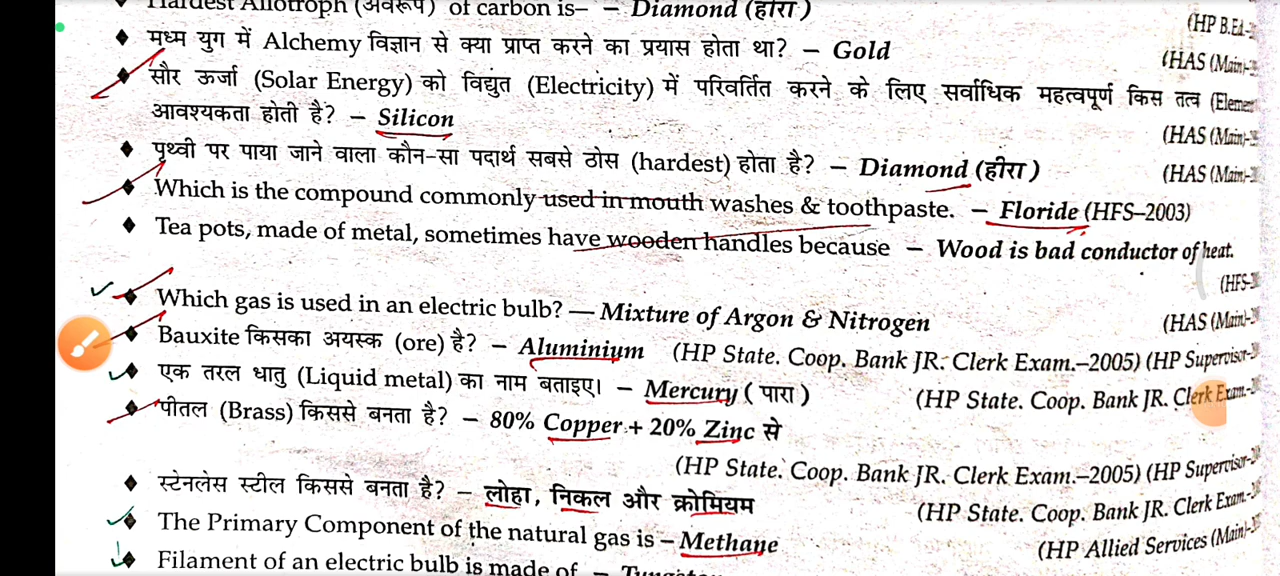 Hardest Allotroph (अवरूप) of carbon is– – Diamond (हीरा)
(HP B.Ed.-
♦ मध्म युग में Alchemy विज्ञान से क्या प्राप्त करने का प्रयास होता था? – Gold
(HAS (Main)-
♦ सौर ऊर्जा (Solar Energy) को विद्युत (Electricity) में परिवर्तित करने के लिए सर्वाधिक महत्वपूर्ण किस तत्व (Elemen
आवश्यकता होती है? – Silicon (HAS (Main)-
♦ पृथ्वी पर पाया जाने वाला कौन-सा पदार्थ सबसे ठोस (hardest) होता है? – Diamond (हीरा) (HAS (Main)-
♦ Which is the compound commonly used in mouth washes & toothpaste. – Floride (HFS–2003)
♦ Tea pots, made of metal, sometimes have wooden handles because – Wood is bad conductor of heat.
(HFS-
♦ Which gas is used in an electric bulb? — Mixture of Argon & Nitrogen (HAS (Main)-
♦ Bauxite किसका अयस्क (ore) है? – Aluminium (HP State. Coop. Bank JR. Clerk Exam.–2005) (HP Supervisor-
♦ एक तरल धातु (Liquid metal) का नाम बताइए। – Mercury ( पारा ) (HP State. Coop. Bank JR. Clerk Exam.-
♦ पीतल (Brass) किससे बनता है? – 80% Copper + 20% Zinc से
(HP State. Coop. Bank JR. Clerk Exam.–2005) (HP Supervisor-
♦ स्टेनलेस स्टील किससे बनता है? – लोहा, निकल और क्रोमियम (HP State. Coop. Bank JR. Clerk Exam.-
♦ The Primary Component of the natural gas is – Methane (HP Allied Services (Main)-
♦ Filament of an electric bulb is made of –